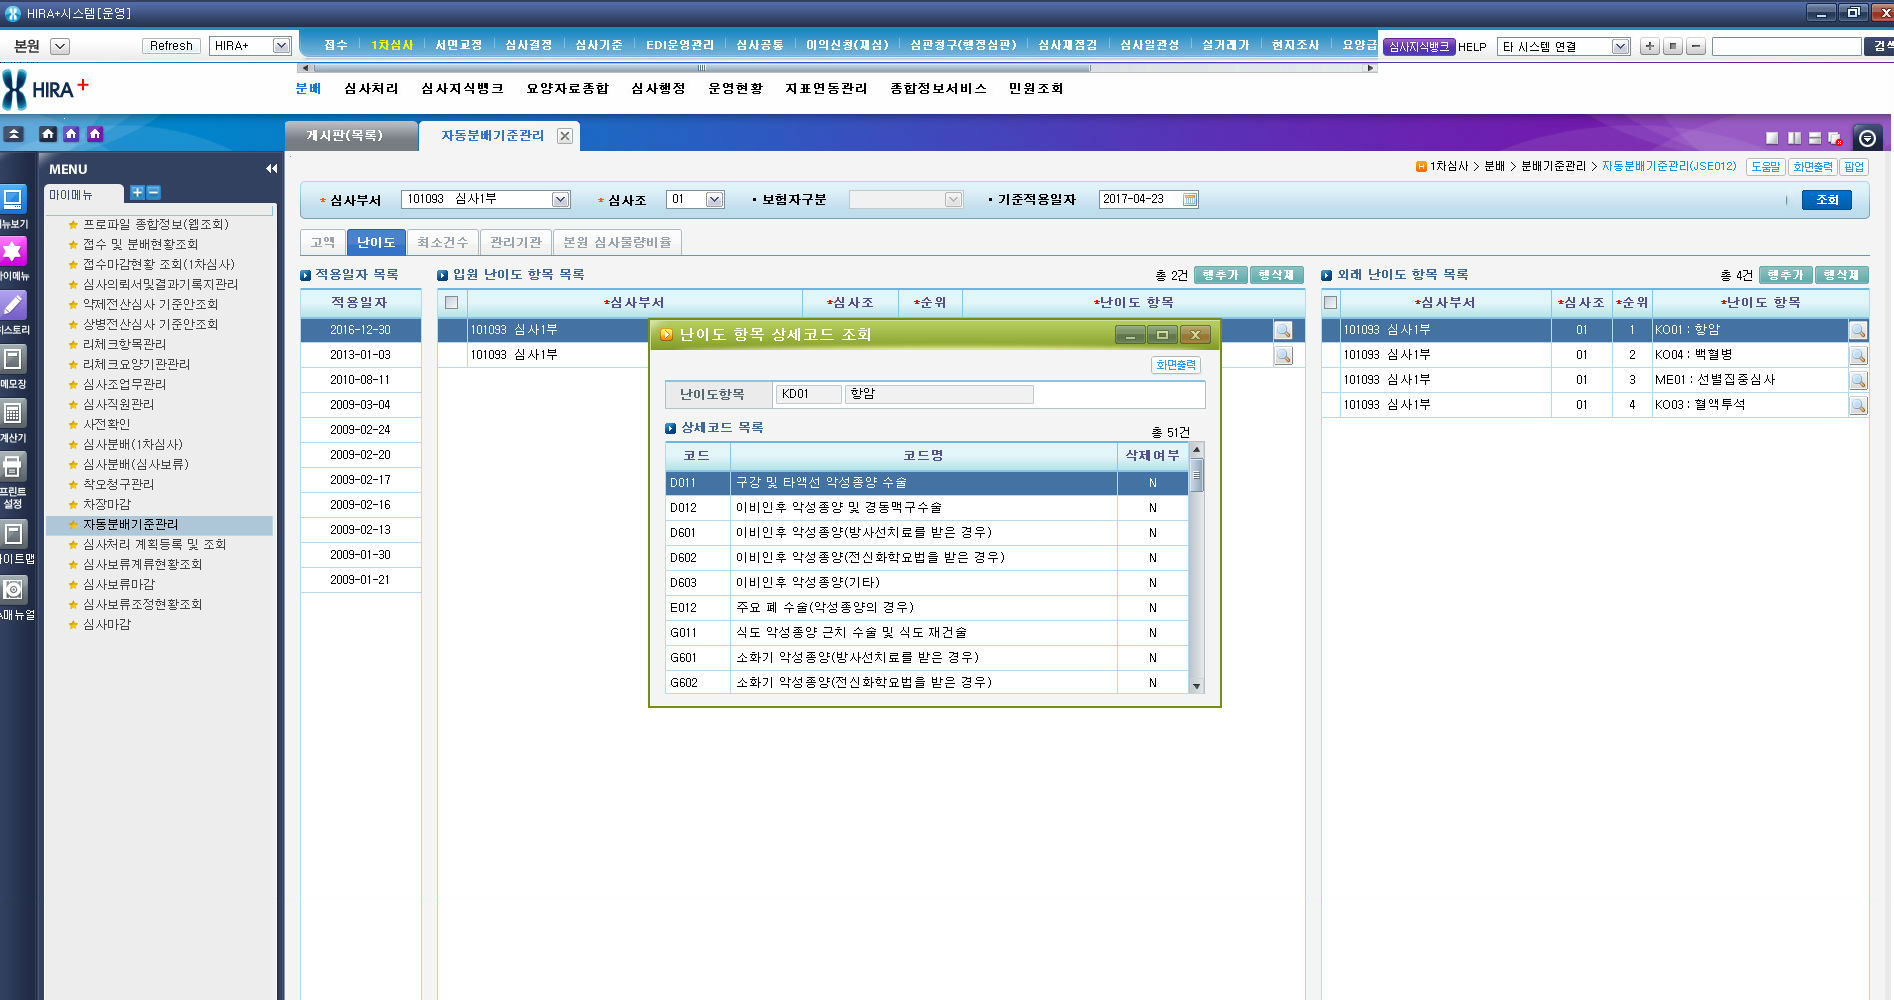 HIRA+시스템[운영]
본원 Refresh HIRA+ 접수 1차심사 서면교정 심사결정 심사기준 EDI운영관리 심사공통 이의신청(재심) 심판청구(행정심판) 심사재점검 심사일관성 실거래가 현지조사 요양급 심사지식뱅크 HELP 타 시스템 연결
HIRA+ 분배 심사처리 심사지식뱅크 요양자료종합 심사행정 운영현황 지표연동관리 종합정보서비스 민원조회
게시판(목록) 자동분배기준관리
MENU
마이메뉴
프로파일 종합정보(웹조회)
접수 및 분배현황조회
접수마감현황 조회(1차심사)
심사의뢰서및결과기록지관리
약제전산심사 기준안조회
상병전산심사 기준안조회
리체크항목관리
리체크요양기관관리
심사조업무관리
심사직원관리
사전확인
심사분배(1차심사)
심사분배(심사보류)
착오청구관리
차장마감
자동분배기준관리
심사처리 계획등록 및 조회
심사보류계류현황조회
심사보류마감
심사보류조정현황조회
심사마감
메모장
프린트
설정
H 1차심사 > 분배 > 분배기준관리 > 자동분배기준관리(JSE012) 도움말 화면출력 팝업
* 심사부서 101093 심사1부 * 심사조 01 • 보험자구분 • 기준적용일자 2017-04-23 조회
고액 난이도 최소건수 관리기관 본원 심사물량비율
적용일자 목록
적용일자
2016-12-30
2013-01-03
2010-08-11
2009-03-04
2009-02-24
2009-02-20
2009-02-17
2009-02-16
2009-02-13
2009-01-30
2009-01-21
입원 난이도 항목 목록 총 2건 행추가 행삭제
*심사부서 *심사조 *순위 *난이도 항목
101093 심사1부
101093 심사1부
외래 난이도 항목 목록 총 4건 행추가 행삭제
*심사부서 *심사조 *순위 *난이도 항목
101093 심사1부 01 1 KO01 : 항암
101093 심사1부 01 2 KO04 : 백혈병
101093 심사1부 01 3 ME01 : 선별집중심사
101093 심사1부 01 4 KO03 : 혈액투석
난이도 항목 상세코드 조회
화면출력
난이도항목 KD01 항암
상세코드 목록 총 51건
코드 코드명 삭제여부
D011 구강 및 타액선 악성종양 수술 N
D012 이비인후 악성종양 및 경동맥구수술 N
D601 이비인후 악성종양(방사선치료를 받은 경우) N
D602 이비인후 악성종양(전신화학요법을 받은 경우) N
D603 이비인후 악성종양(기타) N
E012 주요 폐 수술(악성종양의 경우) N
G011 식도 악성종양 근치 수술 및 식도 재건술 N
G601 소화기 악성종양(방사선치료를 받은 경우) N
G602 소화기 악성종양(전신화학요법을 받은 경우) N